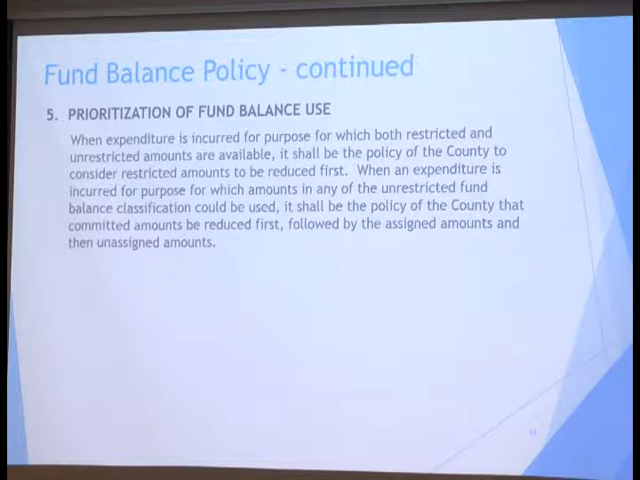 Fund Balance Policy - continued
5. PRIORITIZATION OF FUND BALANCE USE
When expenditure is incurred for purpose for which both restricted and
unrestricted amounts are available, it shall be the policy of the County to
consider restricted amounts to be reduced first. When an expenditure is
incurred for purpose for which amounts in any of the unrestricted fund
balance classification could be used, it shall be the policy of the County that
committed amounts be reduced first, followed by the assigned amounts and
then unassigned amounts.